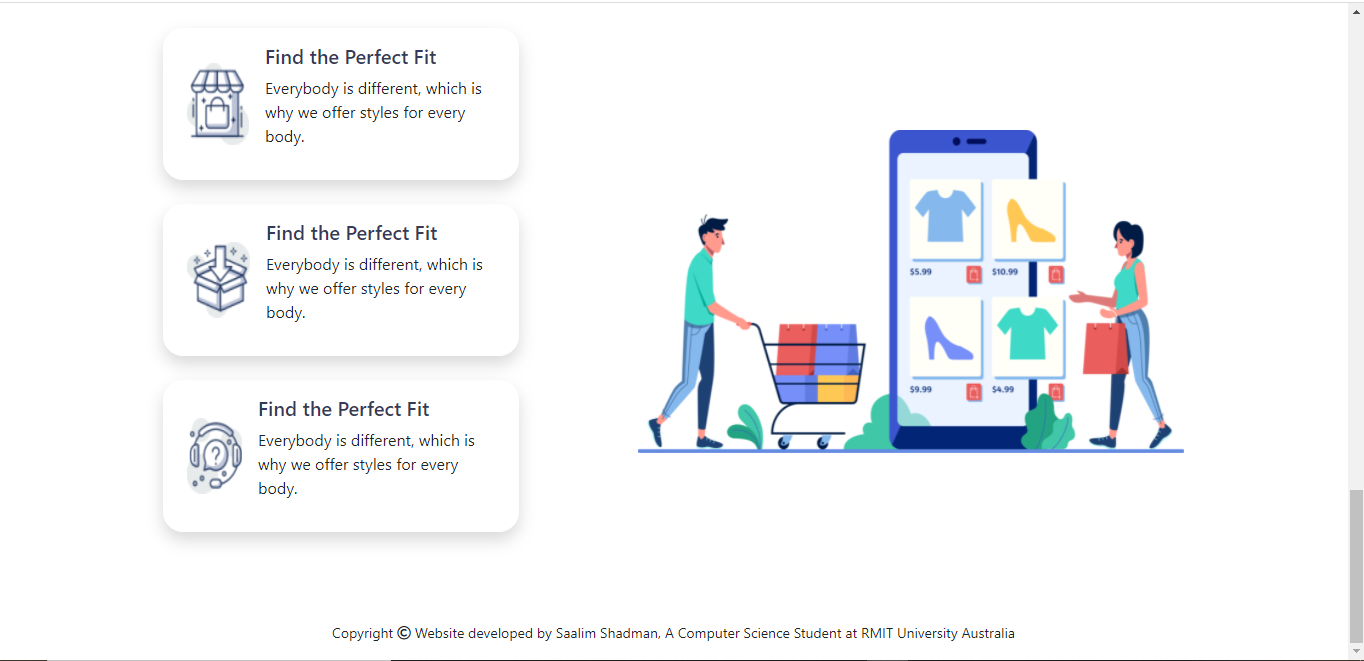 Find the Perfect Fit
Everybody is different, which is
why we offer styles for every
body.
Find the Perfect Fit
Everybody is different, which is
why we offer styles for every
body.
Find the Perfect Fit
Everybody is different, which is
why we offer styles for every
body.
?
$5.99
$10.99
$9.99
$4.99
Copyright © Website developed by Saalim Shadman, A Computer Science Student at RMIT University Australia